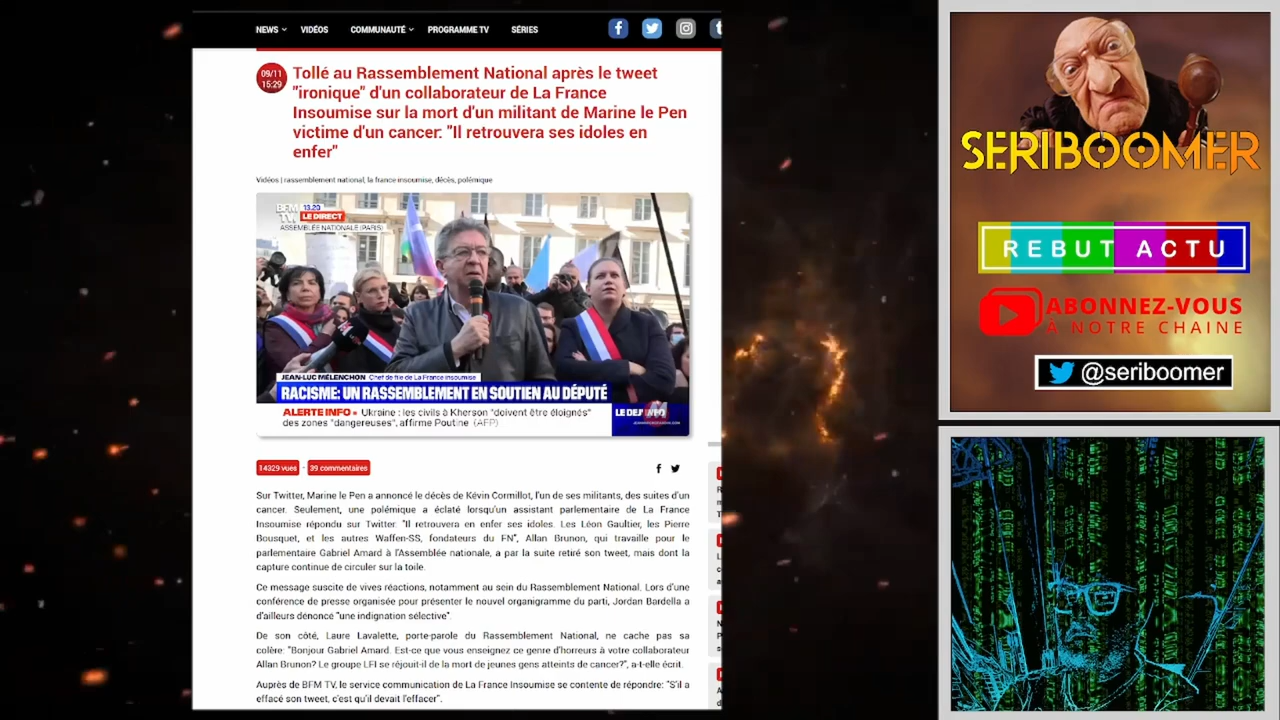 NEWS VIDÉOS COMMUNAUTÉ PROGRAMME TV SÉRIES
09/11
15:29
Tollé au Rassemblement National après le tweet
"ironique" d'un collaborateur de La France
Insoumise sur la mort d'un militant de Marine le Pen
victime d'un cancer: "Il retrouvera ses idoles en
enfer"
Vidéos | rassemblement national, la france insoumise, décès, polémique
BFM 13.20
TV. LE DIRECT
ASSEMBLÉE NATIONALE (PARIS)
JEAN-LUC MÉLENCHON Chef de file de La France insoumise
RACISME: UN RASSEMBLEMENT EN SOUTIEN AU DÉPUTÉ
ALERTE INFO Ukraine : les civils à Kherson "doivent être éloignés"
des zones "dangereuses", affirme Poutine (AFP)
14329 vues - 39 commentaires
Sur Twitter, Marine le Pen a annoncé le décès de Kévin Cormillot, l'un de ses militants, des suites d'un
cancer. Seulement, une polémique a éclaté lorsqu'un assistant parlementaire de La France
Insoumise répondu sur Twitter: "Il retrouvera en enfer ses idoles. Les Léon Gaultier, les Pierre
Bousquet, et les autres Waffen-SS, fondateurs du FN", Allan Brunon, qui travaille pour le
parlementaire Gabriel Amard à l'Assemblée nationale, a par la suite retiré son tweet, mais dont la
capture continue de circuler sur la toile.
Ce message suscite de vives réactions, notamment au sein du Rassemblement National. Lors d'une
conférence de presse organisée pour présenter le nouvel organigramme du parti, Jordan Bardella a
d'ailleurs dénoncé "une indignation sélective".
De son côté, Laure Lavalette, porte-parole du Rassemblement National, ne cache pas sa
colère: "Bonjour Gabriel Amard. Est-ce que vous enseignez ce genre d'horreurs à votre collaborateur
Allan Brunon? Le groupe LFI se réjouit-il de la mort de jeunes gens atteints de cancer?", a-t-elle écrit.
Auprès de BFM TV, le service communication de La France Insoumise se contente de répondre: "S'il a
effacé son tweet, c'est qu'il devait l'effacer".
SERIBOOMER
REBUT ACTU
ABONNEZ-VOUS
À NOTRE CHAINE
@seriboomer